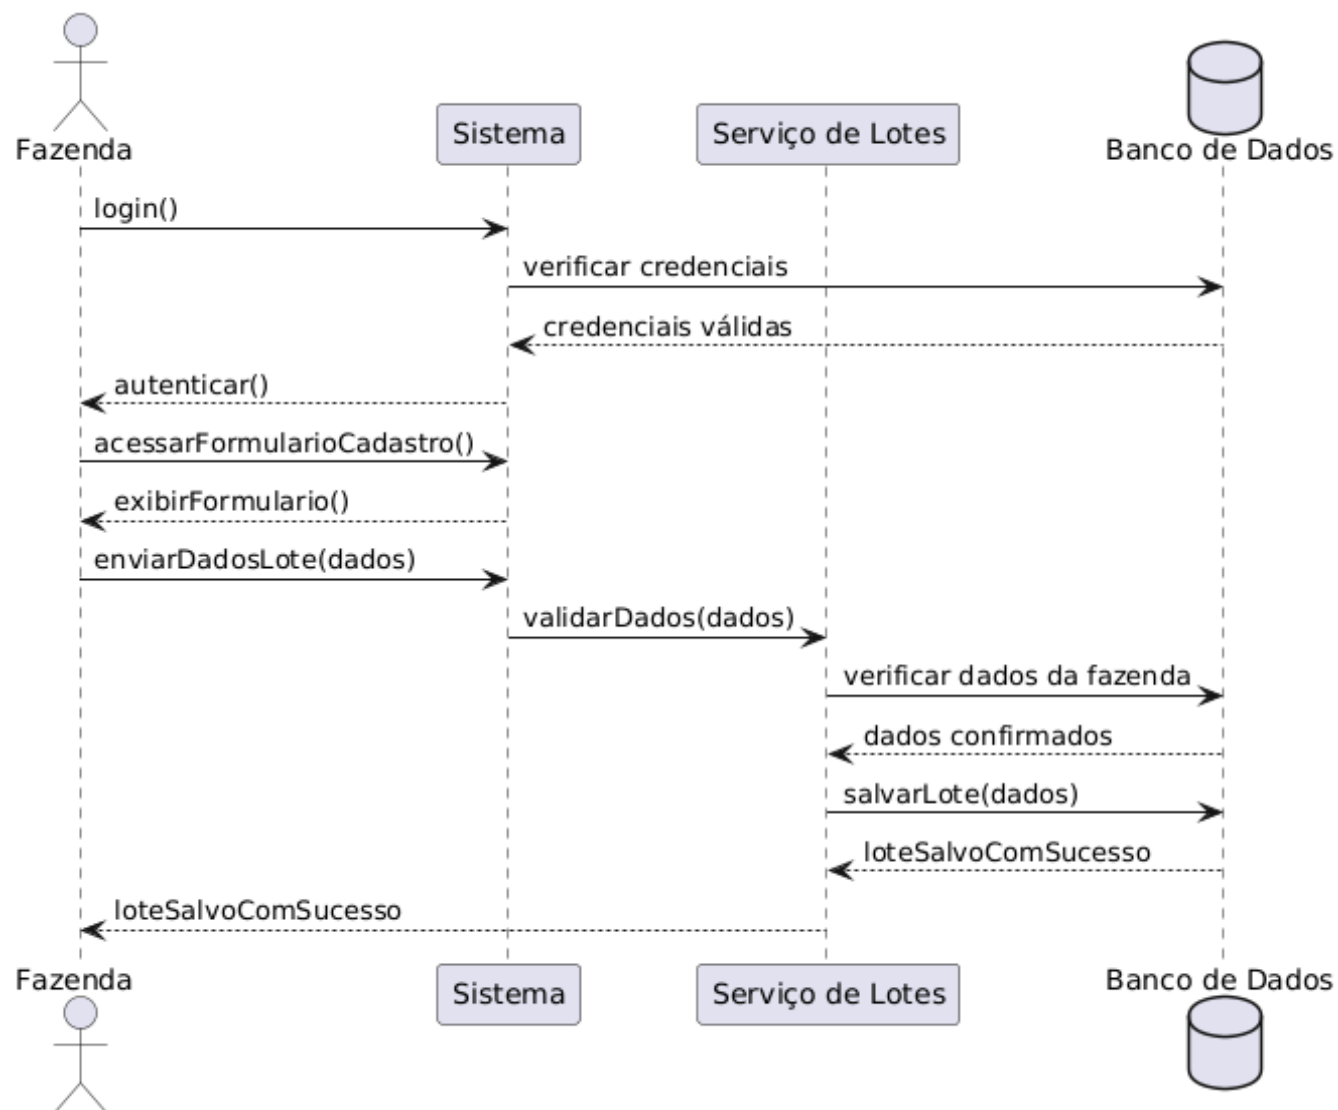 Fazenda
Sistema
Serviço de Lotes
Banco de Dados
login()
verificar credenciais
credenciais válidas
autenticar()
acessarFormularioCadastro()
exibirFormulario()
enviarDadosLote(dados)
validarDados(dados)
verificar dados da fazenda
dados confirmados
salvarLote(dados)
loteSalvoComSucesso
loteSalvoComSucesso
Fazenda
Sistema
Serviço de Lotes
Banco de Dados